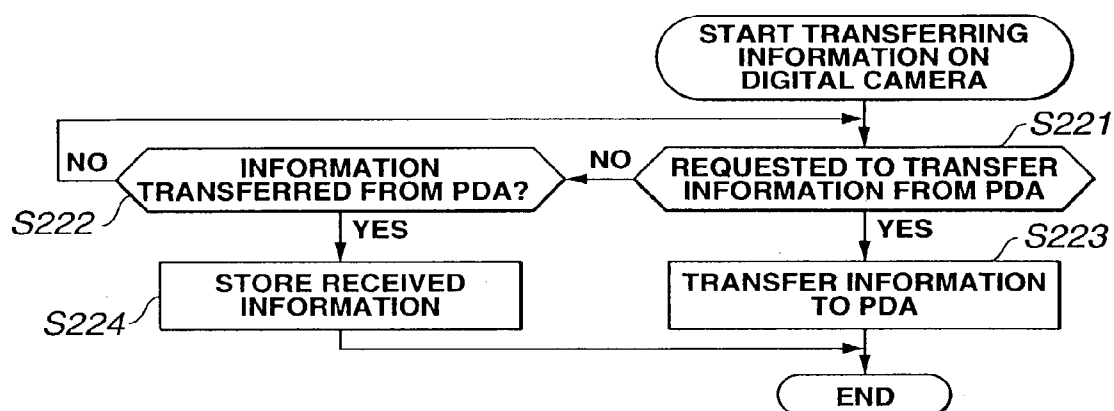 START TRANSFERRING
INFORMATION ON
DIGITAL CAMERA
S221
REQUESTED TO TRANSFER
INFORMATION FROM PDA
NO
YES
INFORMATION
TRANSFERRED FROM PDA?
NO
S222
YES
S223
TRANSFER INFORMATION
TO PDA
STORE RECEIVED
INFORMATION
S224
END